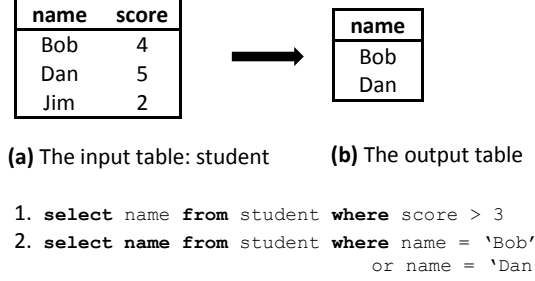 name score
Bob 4
Dan 5
Jim 2
name
Bob
Dan
(a) The input table: student
(b) The output table
1. select name from student where score > 3
2. select name from student where name = ‘Bob’
or name = ‘Dan